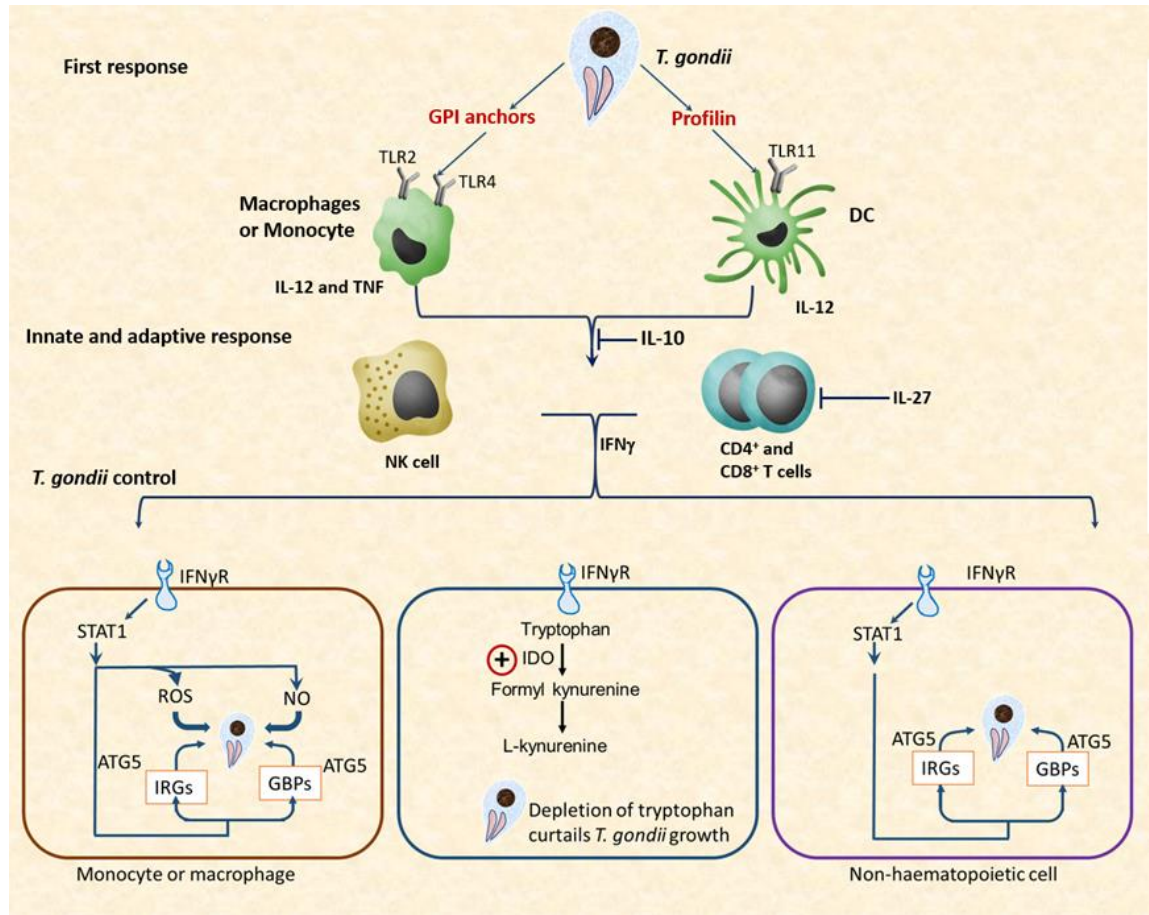 First response
T. gondii
GPI anchors
Profilin
TLR2
TLR4
TLR11
Macrophages
or Monocyte
DC
IL-12 and TNF
IL-12
Innate and adaptive response
IL-10
IL-27
NK cell
IFNγ
CD4⁺ and
CD8⁺ T cells
T. gondii control
IFNγR
STAT1
ROS
NO
ATG5
IRGs
GBPs
ATG5
Monocyte or macrophage
IFNγR
Tryptophan
+ IDO
Formyl kynurenine
L-kynurenine
Depletion of tryptophan
curtails T. gondii growth
IFNγR
STAT1
ATG5
IRGs
ATG5
GBPs
Non-haematopoietic cell